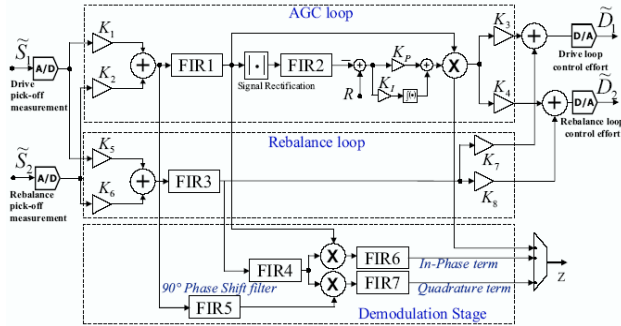 AGC loop
S̃₁
A/D
Drive pick-off measurement
K₁
K₂
FIR1
|•|
Signal Rectification
FIR2
R
K_P
K_I
∫(•)
X
K₃
K₄
D/A
D̃₁
Drive loop control effort
D/A
D̃₂
Rebalance loop control effort
Rebalance loop
S̃₂
A/D
Rebalance pick-off measurement
K₅
K₆
FIR3
K₇
K₈
FIR4
X
FIR6
In-Phase term
90° Phase Shift filter
FIR5
X
FIR7
Quadrature term
Z
Demodulation Stage